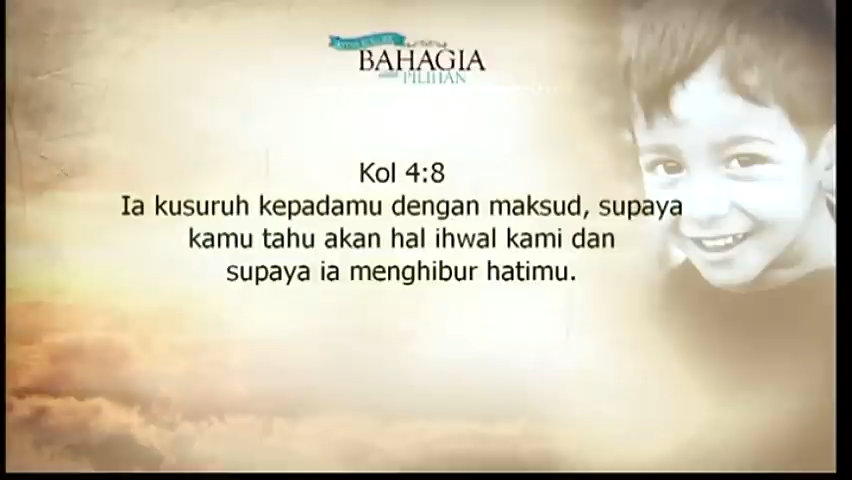 BAHAGIA
PILIHAN
Kol 4:8
Ia kusuruh kepadamu dengan maksud, supaya
kamu tahu akan hal ihwal kami dan
supaya ia menghibur hatimu.